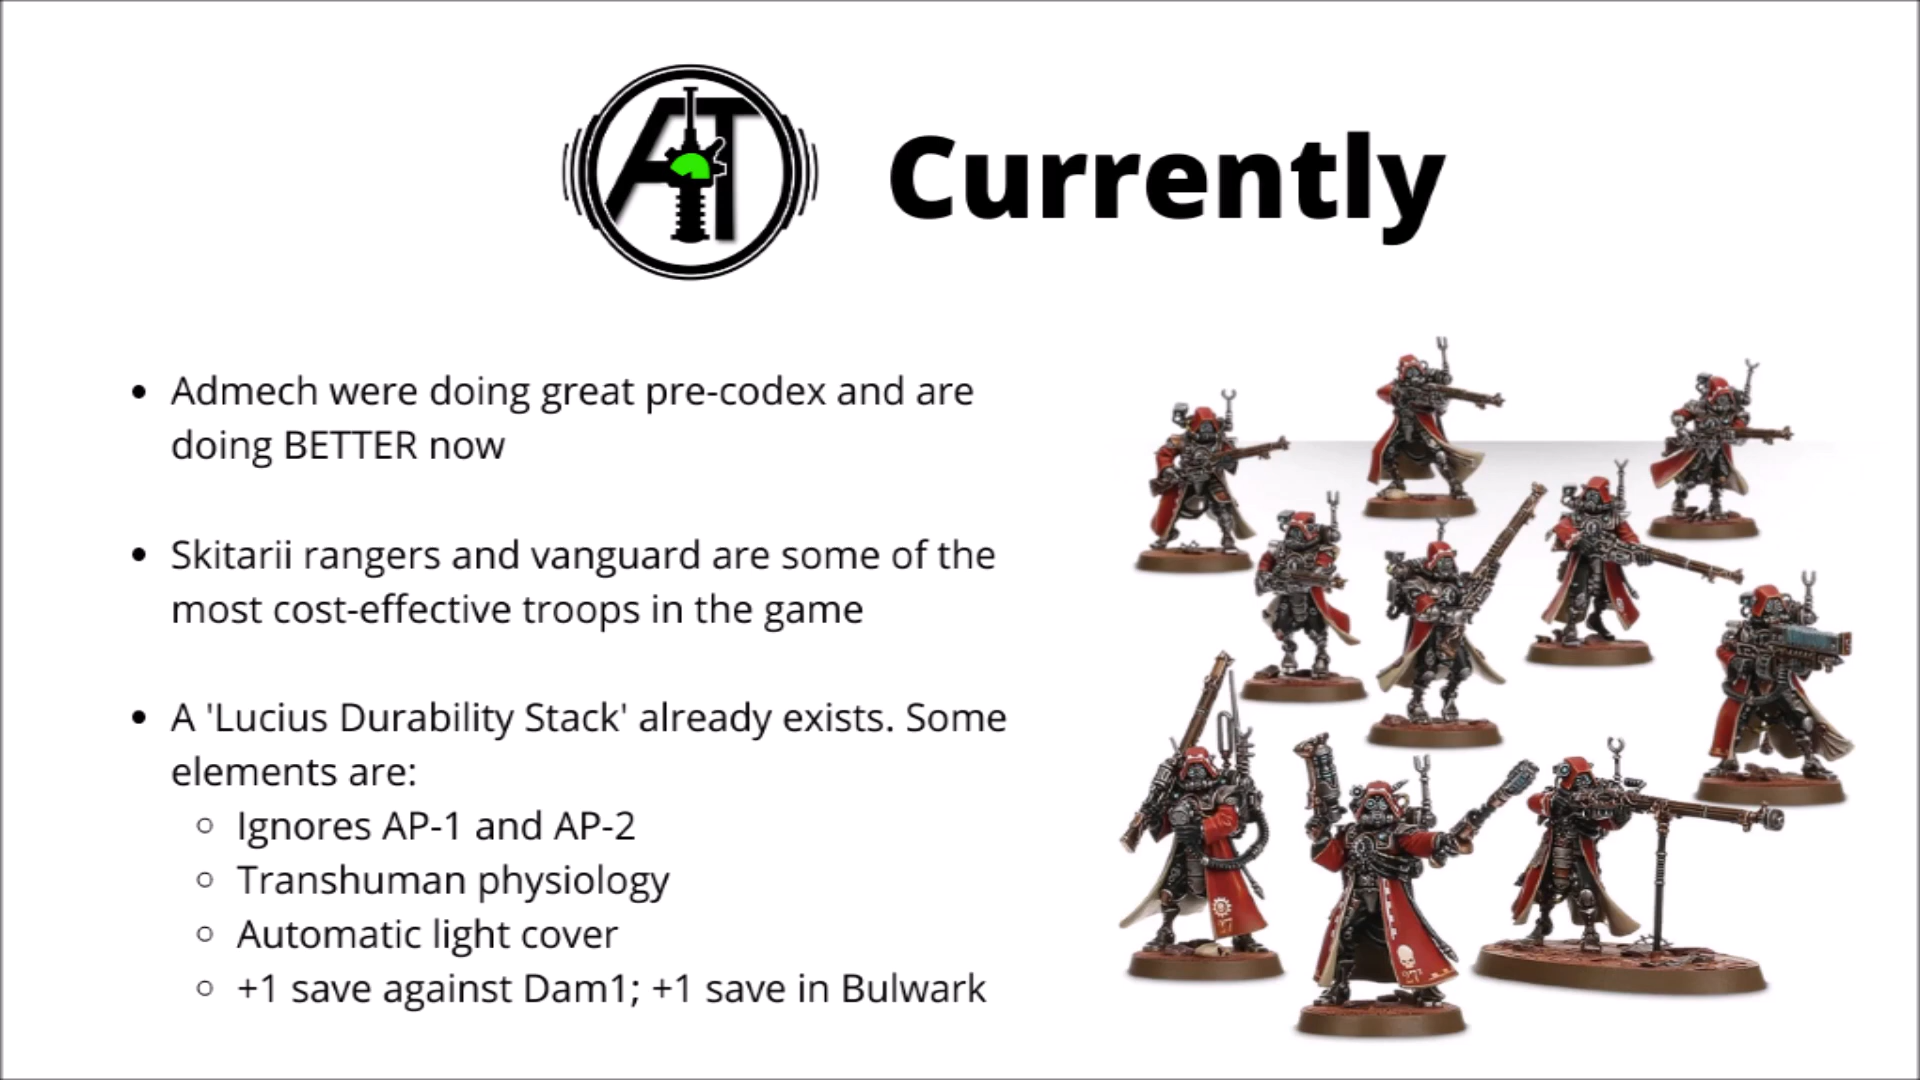 AT
Currently
Admech were doing great pre-codex and are
doing BETTER now
Skitarii rangers and vanguard are some of the
most cost-effective troops in the game
A 'Lucius Durability Stack' already exists. Some
elements are:
Ignores AP-1 and AP-2
Transhuman physiology
Automatic light cover
+1 save against Dam1; +1 save in Bulwark